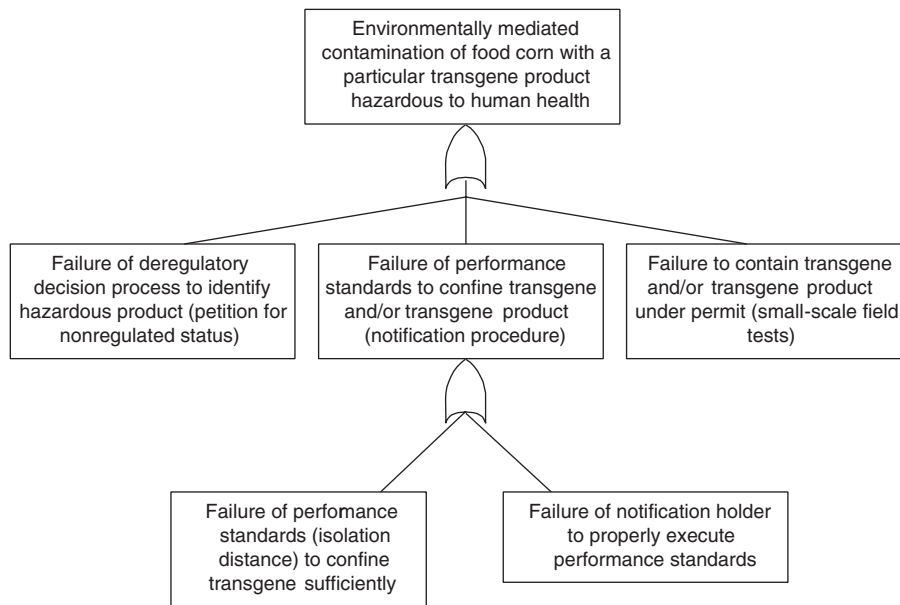 Environmentally mediated
contamination of food corn with a
particular transgene product
hazardous to human health
Failure of deregulatory
decision process to identify
hazardous product (petition for
nonregulated status)
Failure of performance
standards to confine transgene
and/or transgene product
(notification procedure)
Failure to contain transgene
and/or transgene product
under permit (small-scale field
tests)
Failure of performance
standards (isolation
distance) to confine
transgene sufficiently
Failure of notification holder
to properly execute
performance standards